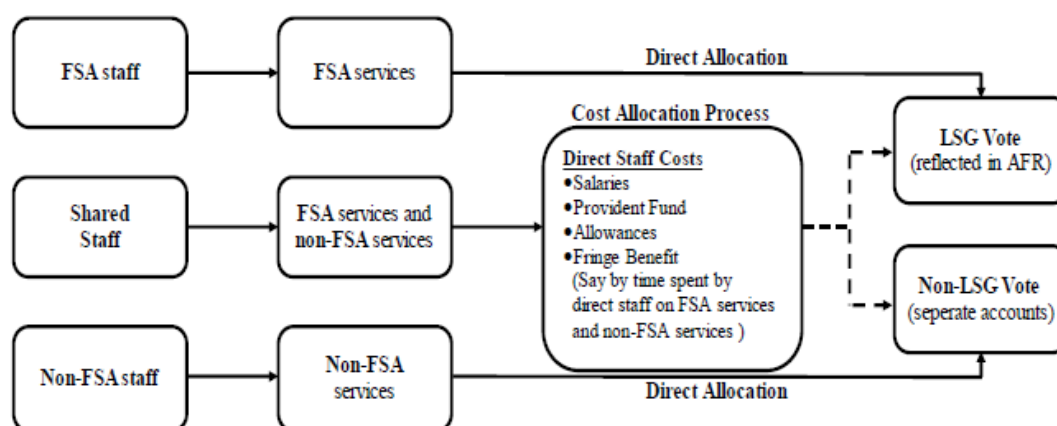 FSA staff
FSA services
Direct Allocation
LSG Vote
(reflected in AFR)
Cost Allocation Process
Direct Staff Costs
•Salaries
•Provident Fund
•Allowances
•Fringe Benefit
(Say by time spent by
direct staff on FSA services
and non-FSA services )
Shared
Staff
FSA services and
non-FSA services
Non-LSG Vote
(seperate accounts)
Non-FSA staff
Non-FSA
services
Direct Allocation